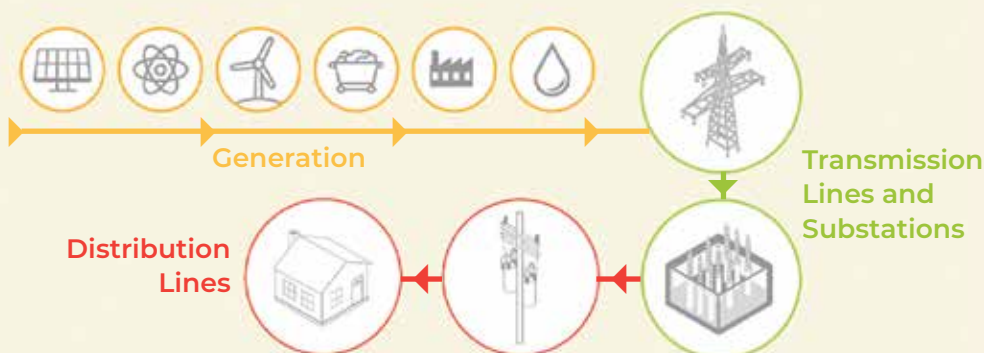 Generation
Transmission
Lines and
Substations
Distribution
Lines